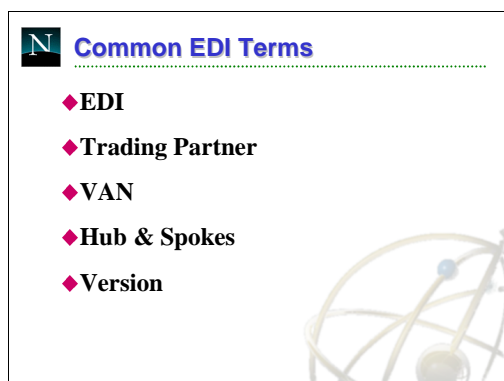 N
Common EDI Terms
◆EDI
◆Trading Partner
◆VAN
◆Hub & Spokes
◆Version